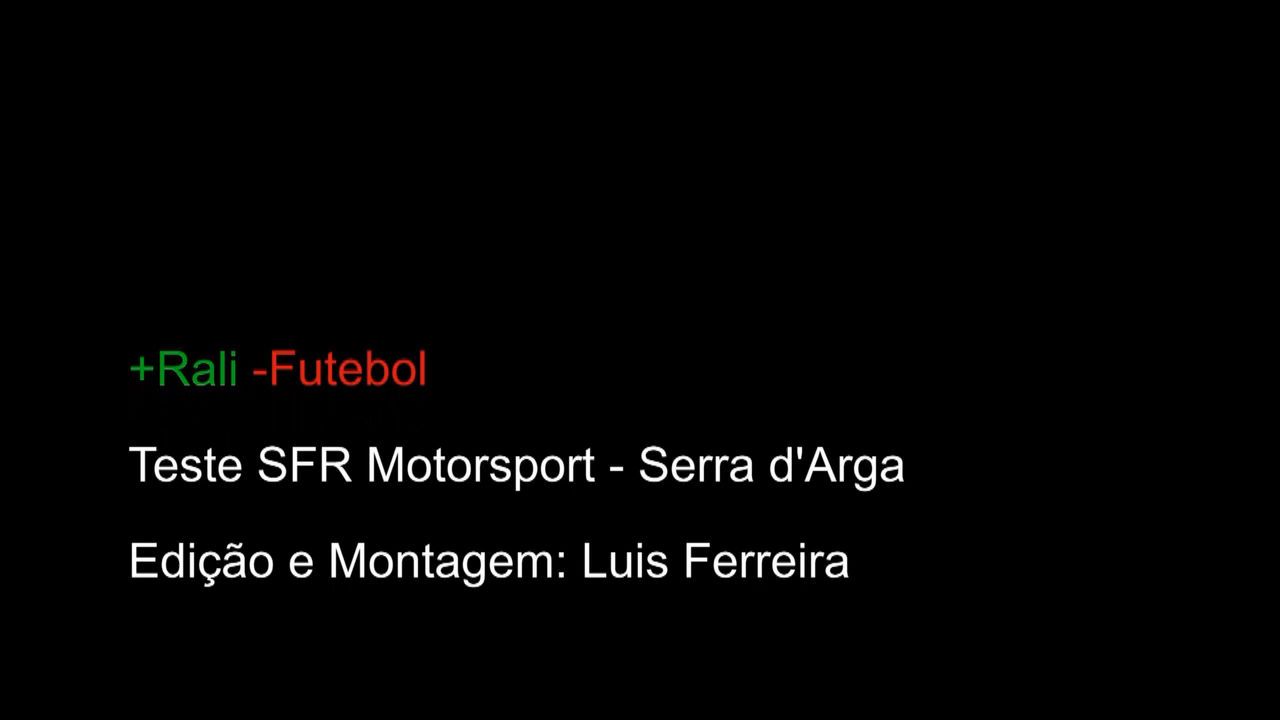 +Rali -Futebol
Teste SFR Motorsport - Serra d'Arga
Edição e Montagem: Luis Ferreira